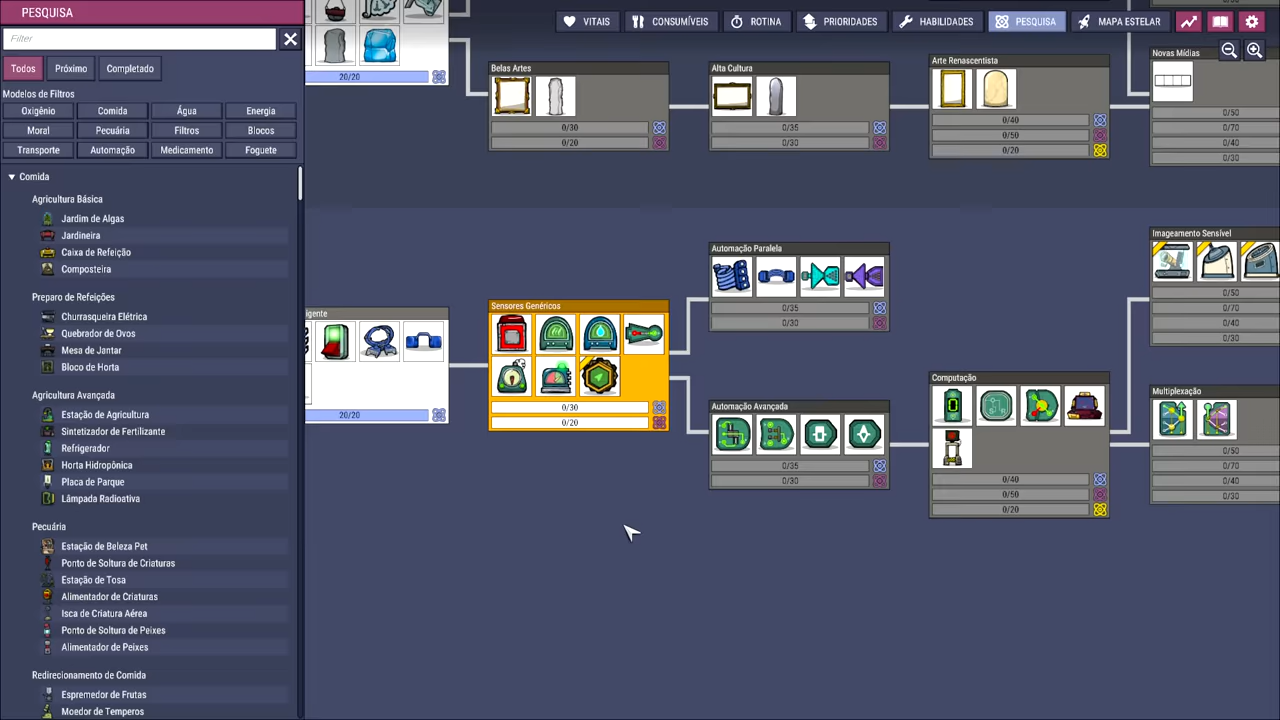 PESQUISA
Filter
Todos
Próximo
Completado
Modelos de Filtros
Oxigênio
Comida
Água
Energia
Moral
Pecuária
Filtros
Blocos
Transporte
Automação
Medicamento
Foguete
Comida
Agricultura Básica
Jardim de Algas
Jardineira
Caixa de Refeição
Composteira
Preparo de Refeições
Churrasqueira Elétrica
Quebrador de Ovos
Mesa de Jantar
Bloco de Horta
Agricultura Avançada
Estação de Agricultura
Sintetizador de Fertilizante
Refrigerador
Horta Hidropônica
Placa de Parque
Lâmpada Radioativa
Pecuária
Estação de Beleza Pet
Ponto de Soltura de Criaturas
Estação de Tosa
Alimentador de Criaturas
Isca de Criatura Aérea
Ponto de Soltura de Peixes
Alimentador de Peixes
Redirecionamento de Comida
Espremedor de Frutas
Moedor de Temperos
VITAIS
CONSUMÍVEIS
ROTINA
PRIORIDADES
HABILIDADES
PESQUISA
MAPA ESTELAR
20/20
Belas Artes
0/30
0/20
Alta Cultura
0/35
0/30
Arte Renascentista
0/40
0/50
0/20
Novas Mídias
0/50
0/70
0/40
0/30
igente
20/20
Sensores Genéricos
0/30
0/20
Automação Paralela
0/35
0/30
Automação Avançada
0/35
0/30
Computação
0/40
0/50
0/20
Imageamento Sensível
0/50
0/70
0/40
0/30
Multiplexação
0/50
0/70
0/40
0/30